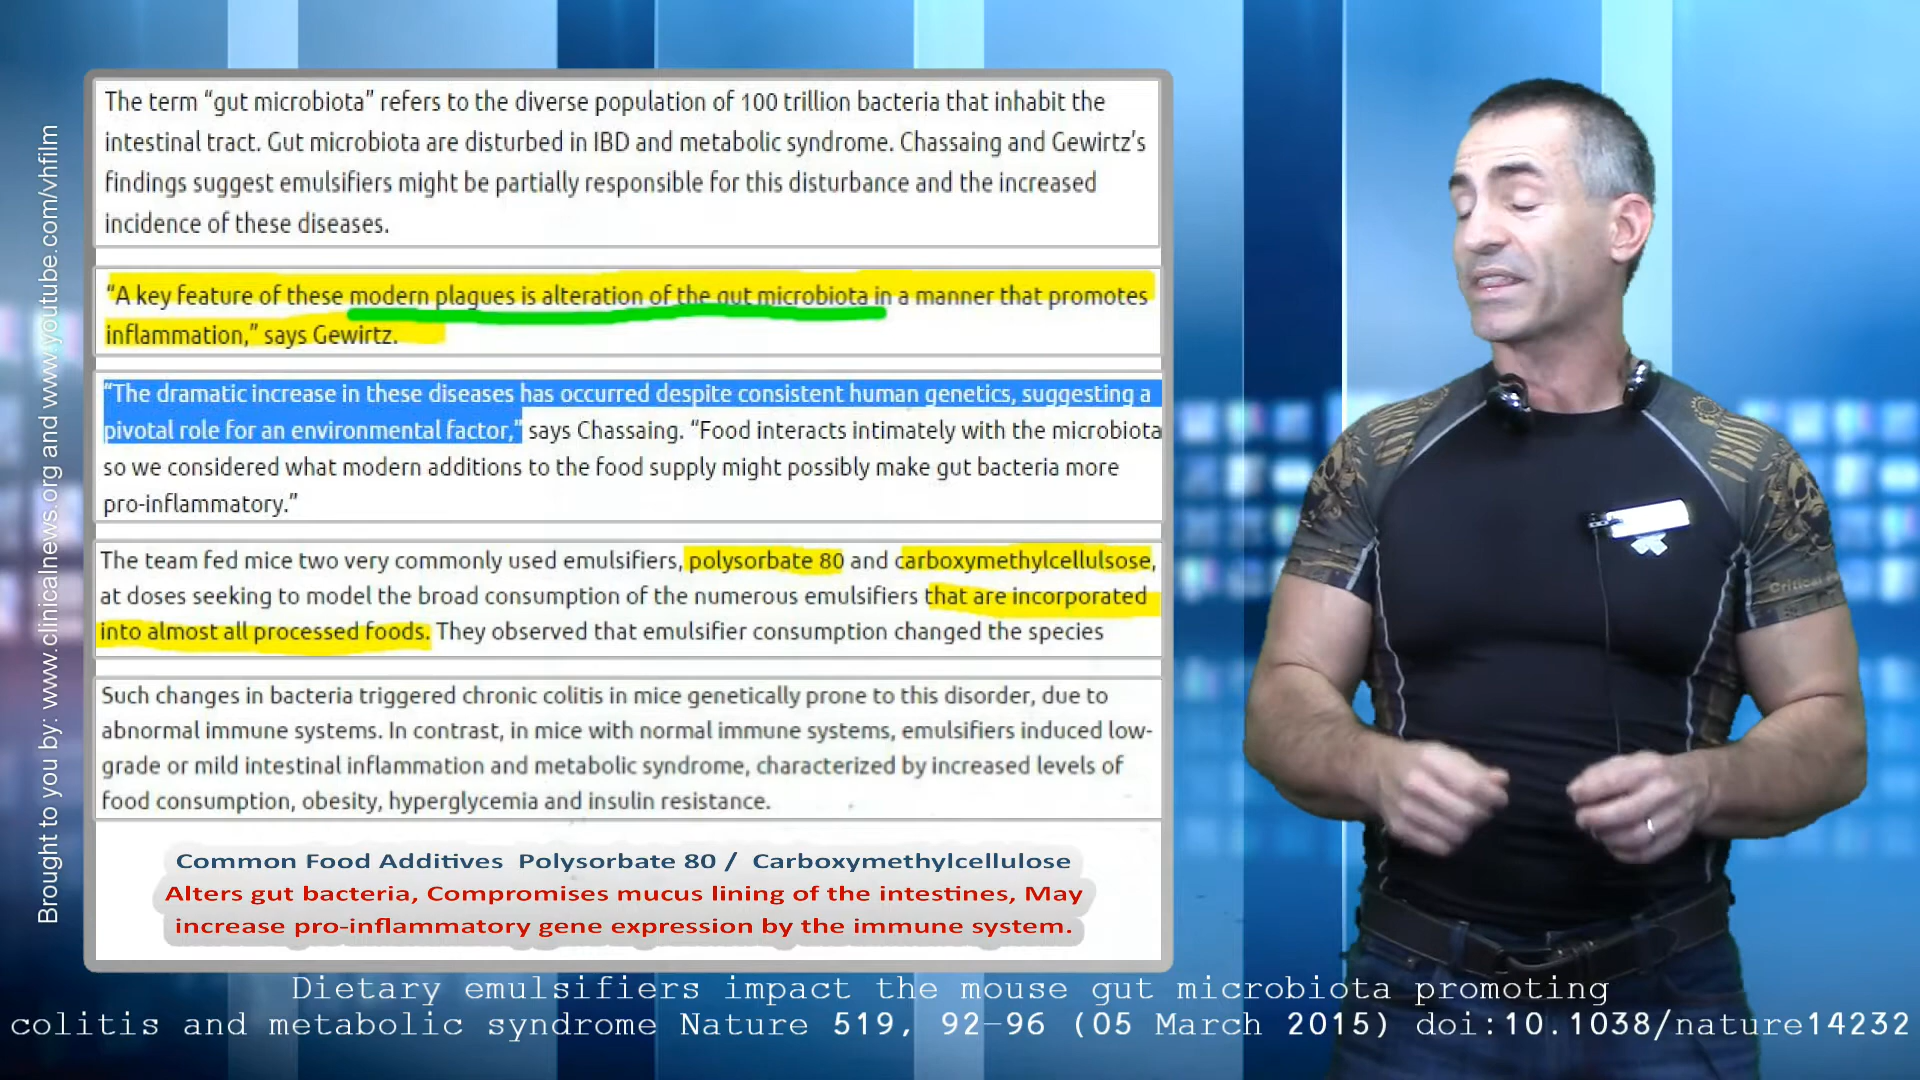 Brought to you by: www.clinicalnews.org and www.youtube.com/vhfilm
The term “gut microbiota” refers to the diverse population of 100 trillion bacteria that inhabit the
intestinal tract. Gut microbiota are disturbed in IBD and metabolic syndrome. Chassaing and Gewirtz’s
findings suggest emulsifiers might be partially responsible for this disturbance and the increased
incidence of these diseases.
“A key feature of these modern plagues is alteration of the gut microbiota in a manner that promotes
inflammation,” says Gewirtz.
“The dramatic increase in these diseases has occurred despite consistent human genetics, suggesting a
pivotal role for an environmental factor,” says Chassaing. “Food interacts intimately with the microbiota
so we considered what modern additions to the food supply might possibly make gut bacteria more
pro-inflammatory.”
The team fed mice two very commonly used emulsifiers, polysorbate 80 and carboxymethylcellulsose,
at doses seeking to model the broad consumption of the numerous emulsifiers that are incorporated
into almost all processed foods. They observed that emulsifier consumption changed the species
Such changes in bacteria triggered chronic colitis in mice genetically prone to this disorder, due to
abnormal immune systems. In contrast, in mice with normal immune systems, emulsifiers induced low-
grade or mild intestinal inflammation and metabolic syndrome, characterized by increased levels of
food consumption, obesity, hyperglycemia and insulin resistance.
Common Food Additives Polysorbate 80 / Carboxymethylcellulose
Alters gut bacteria, Compromises mucus lining of the intestines, May
increase pro-inflammatory gene expression by the immune system.
Critical
Dietary emulsifiers impact the mouse gut microbiota promoting
colitis and metabolic syndrome Nature 519, 92–96 (05 March 2015) doi:10.1038/nature14232